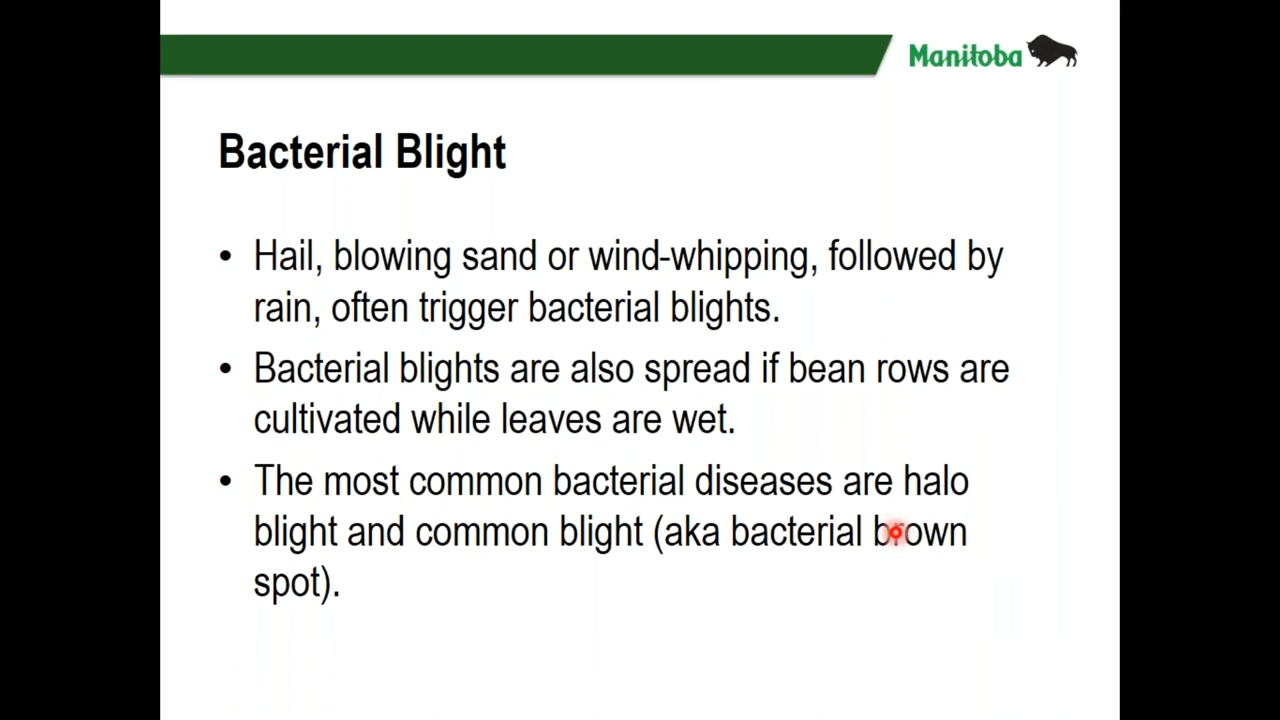 Manitoba
Bacterial Blight
• Hail, blowing sand or wind-whipping, followed by
rain, often trigger bacterial blights.
• Bacterial blights are also spread if bean rows are
cultivated while leaves are wet.
• The most common bacterial diseases are halo
blight and common blight (aka bacterial brown
spot).